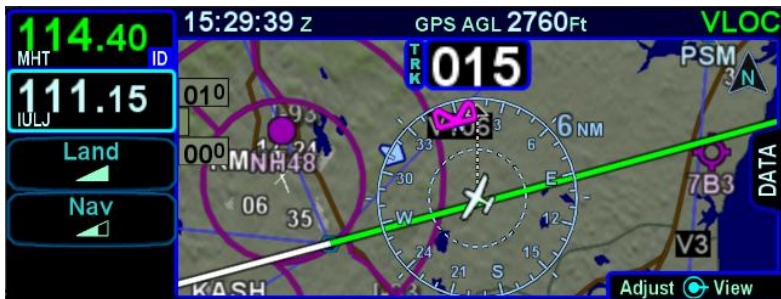 114.40
MHT
ID
111.15
IULJ
Land
Nav
15:29:39 Z
GPS AGL 2760Ft
VLOC
TRK
015
PSM
N
01⁰
00⁰
NH48
6 NM
33
3
6
30
E
W
12
24
21
S
15
06
35
7B3
V3
KASH
DATA
Adjust View